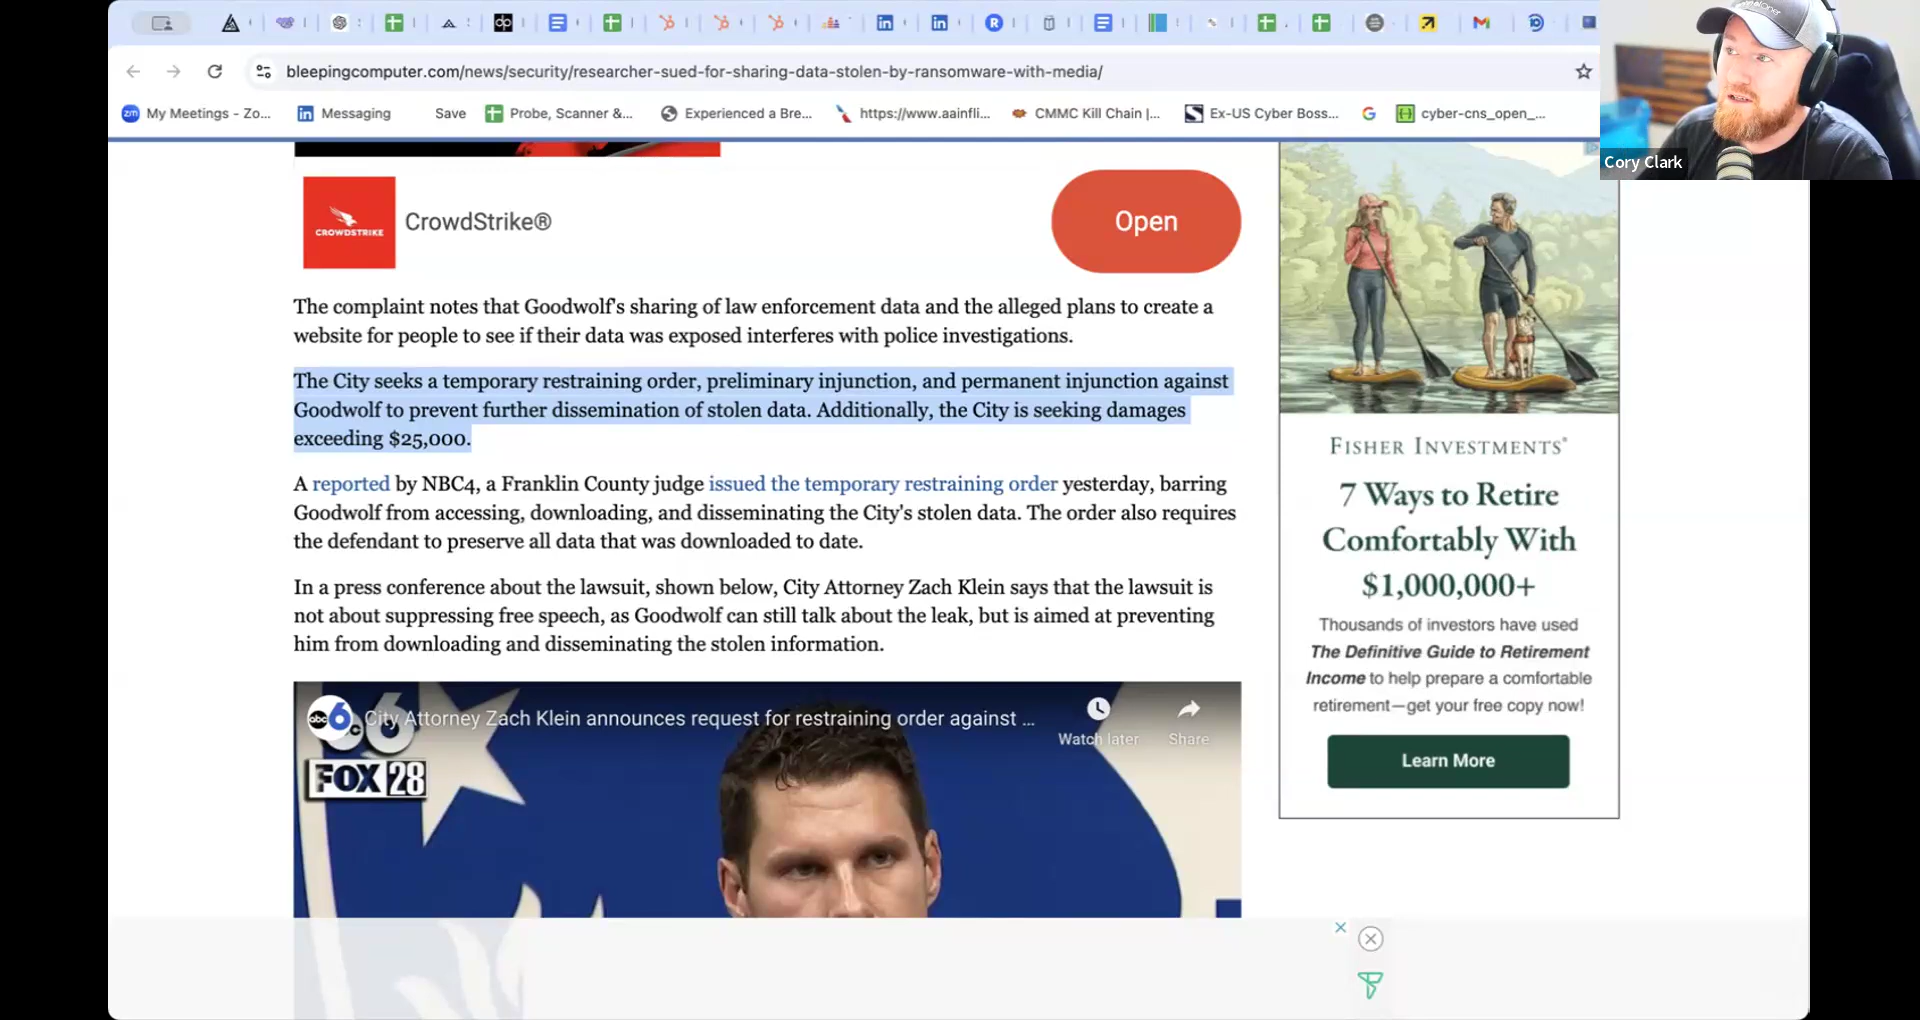 bleepingcomputer.com/news/security/researcher-sued-for-sharing-data-stolen-by-ransomware-with-media/
zm My Meetings - Zo... in Messaging Save Probe, Scanner &... Experienced a Bre... https://www.aainfli... CMMC Kill Chain |... Ex-US Cyber Boss... cyber-cns_open_...
Cory Clark
CROWDSTRIKE
CrowdStrike®
Open
The complaint notes that Goodwolf's sharing of law enforcement data and the alleged plans to create a
website for people to see if their data was exposed interferes with police investigations.
The City seeks a temporary restraining order, preliminary injunction, and permanent injunction against
Goodwolf to prevent further dissemination of stolen data. Additionally, the City is seeking damages
exceeding $25,000.
A reported by NBC4, a Franklin County judge issued the temporary restraining order yesterday, barring
Goodwolf from accessing, downloading, and disseminating the City's stolen data. The order also requires
the defendant to preserve all data that was downloaded to date.
In a press conference about the lawsuit, shown below, City Attorney Zach Klein says that the lawsuit is
not about suppressing free speech, as Goodwolf can still talk about the leak, but is aimed at preventing
him from downloading and disseminating the stolen information.
abc 6 City Attorney Zach Klein announces request for restraining order against ...
Watch later
Share
6
FOX 28
FISHER INVESTMENTS®
7 Ways to Retire
Comfortably With
$1,000,000+
Thousands of investors have used
The Definitive Guide to Retirement
Income to help prepare a comfortable
retirement—get your free copy now!
Learn More